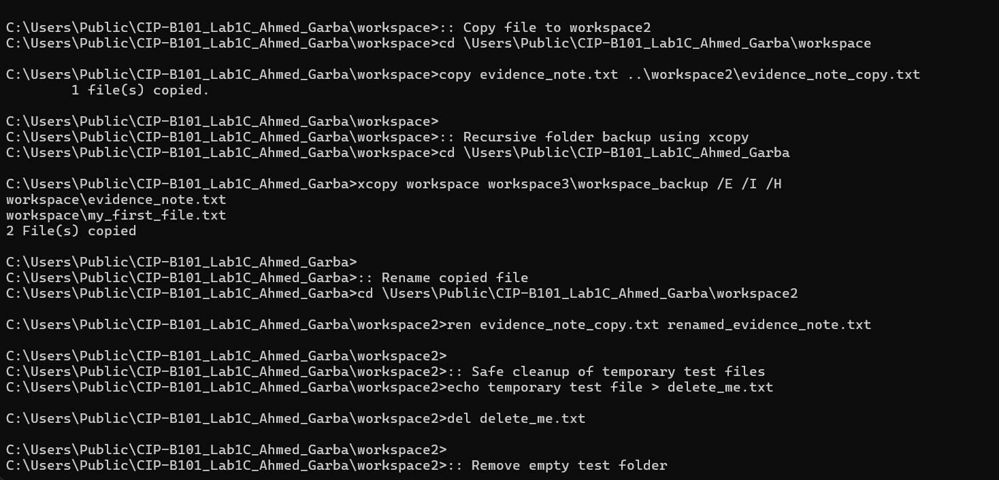 C:\Users\Public\CIP-B101_Lab1C_Ahmed_Garba\workspace>:: Copy file to workspace2
C:\Users\Public\CIP-B101_Lab1C_Ahmed_Garba\workspace>cd \Users\Public\CIP-B101_Lab1C_Ahmed_Garba\workspace
C:\Users\Public\CIP-B101_Lab1C_Ahmed_Garba\workspace>copy evidence_note.txt ..\workspace2\evidence_note_copy.txt
        1 file(s) copied.
C:\Users\Public\CIP-B101_Lab1C_Ahmed_Garba\workspace>
C:\Users\Public\CIP-B101_Lab1C_Ahmed_Garba\workspace>:: Recursive folder backup using xcopy
C:\Users\Public\CIP-B101_Lab1C_Ahmed_Garba\workspace>cd \Users\Public\CIP-B101_Lab1C_Ahmed_Garba
C:\Users\Public\CIP-B101_Lab1C_Ahmed_Garba>xcopy workspace workspace3\workspace_backup /E /I /H
workspace\evidence_note.txt
workspace\my_first_file.txt
2 File(s) copied
C:\Users\Public\CIP-B101_Lab1C_Ahmed_Garba>
C:\Users\Public\CIP-B101_Lab1C_Ahmed_Garba>:: Rename copied file
C:\Users\Public\CIP-B101_Lab1C_Ahmed_Garba>cd \Users\Public\CIP-B101_Lab1C_Ahmed_Garba\workspace2
C:\Users\Public\CIP-B101_Lab1C_Ahmed_Garba\workspace2>ren evidence_note_copy.txt renamed_evidence_note.txt
C:\Users\Public\CIP-B101_Lab1C_Ahmed_Garba\workspace2>
C:\Users\Public\CIP-B101_Lab1C_Ahmed_Garba\workspace2>:: Safe cleanup of temporary test files
C:\Users\Public\CIP-B101_Lab1C_Ahmed_Garba\workspace2>echo temporary test file > delete_me.txt
C:\Users\Public\CIP-B101_Lab1C_Ahmed_Garba\workspace2>del delete_me.txt
C:\Users\Public\CIP-B101_Lab1C_Ahmed_Garba\workspace2>
C:\Users\Public\CIP-B101_Lab1C_Ahmed_Garba\workspace2>:: Remove empty test folder